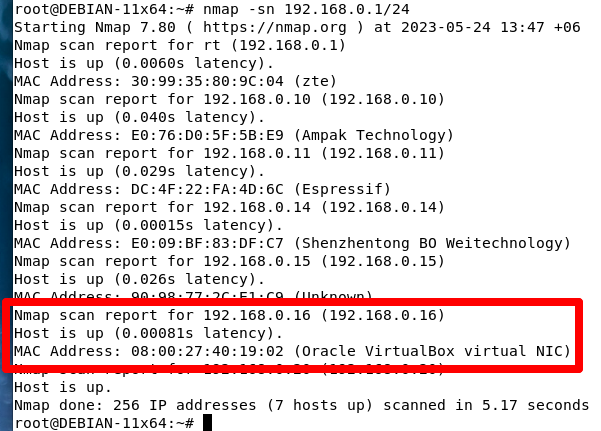 root@DEBIAN-11x64:~# nmap -sn 192.168.0.1/24
Starting Nmap 7.80 ( https://nmap.org ) at 2023-05-24 13:47 +06
Nmap scan report for rt (192.168.0.1)
Host is up (0.0060s latency).
MAC Address: 30:99:35:80:9C:04 (zte)
Nmap scan report for 192.168.0.10 (192.168.0.10)
Host is up (0.040s latency).
MAC Address: E0:76:D0:5F:5B:E9 (Ampak Technology)
Nmap scan report for 192.168.0.11 (192.168.0.11)
Host is up (0.029s latency).
MAC Address: DC:4F:22:FA:4D:6C (Espressif)
Nmap scan report for 192.168.0.14 (192.168.0.14)
Host is up (0.00015s latency).
MAC Address: E0:09:BF:83:DF:C7 (Shenzhentong BO Weitechnology)
Nmap scan report for 192.168.0.15 (192.168.0.15)
Host is up (0.026s latency).
MAC Address: 90:98:77:2C:E1:C9 (Unknown)
Nmap scan report for 192.168.0.16 (192.168.0.16)
Host is up (0.00081s latency).
MAC Address: 08:00:27:40:19:02 (Oracle VirtualBox virtual NIC)
Nmap scan report for
Host is up.
Nmap done: 256 IP addresses (7 hosts up) scanned in 5.17 seconds
root@DEBIAN-11x64:~#